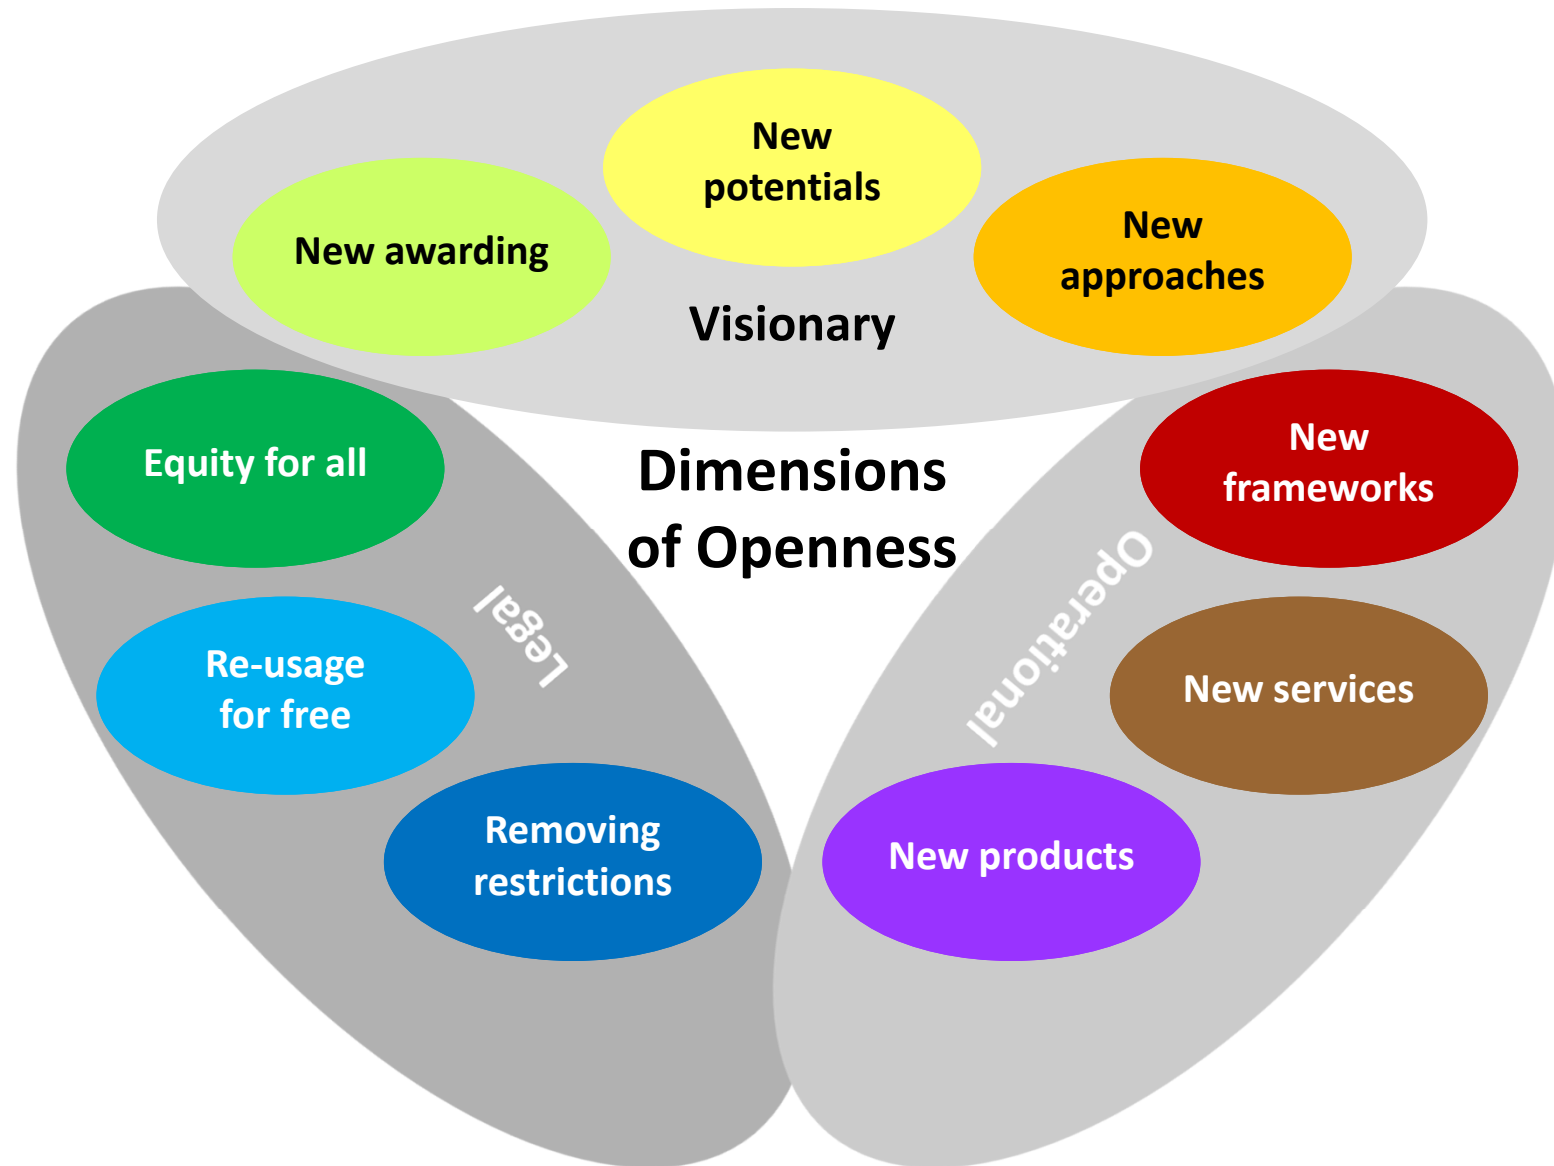 New
potentials
New awarding
New
approaches
Visionary
Dimensions
of Openness
Equity for all
Legal
Re-usage
for free
Removing
restrictions
New
frameworks
Operational
New services
New products